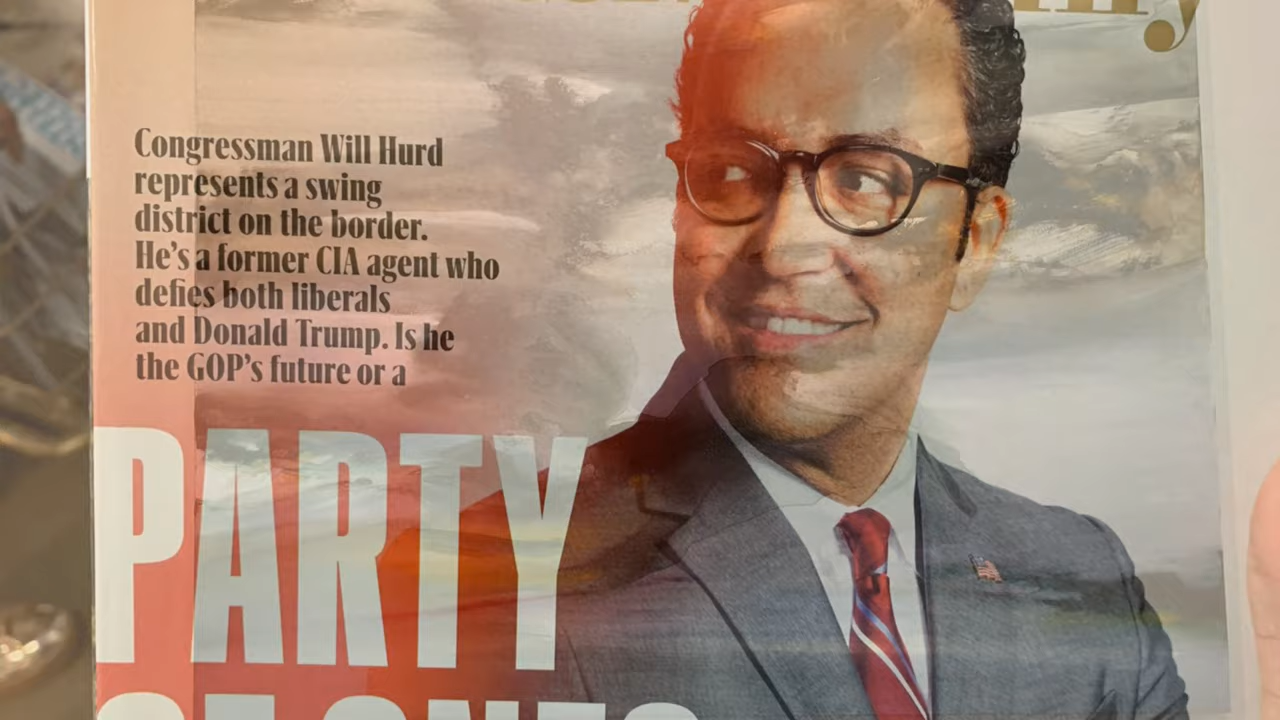 Congressman Will Hurd
represents a swing
district on the border.
He's a former CIA agent who
defies both liberals
and Donald Trump. Is he
the GOP's future or a
PARTY